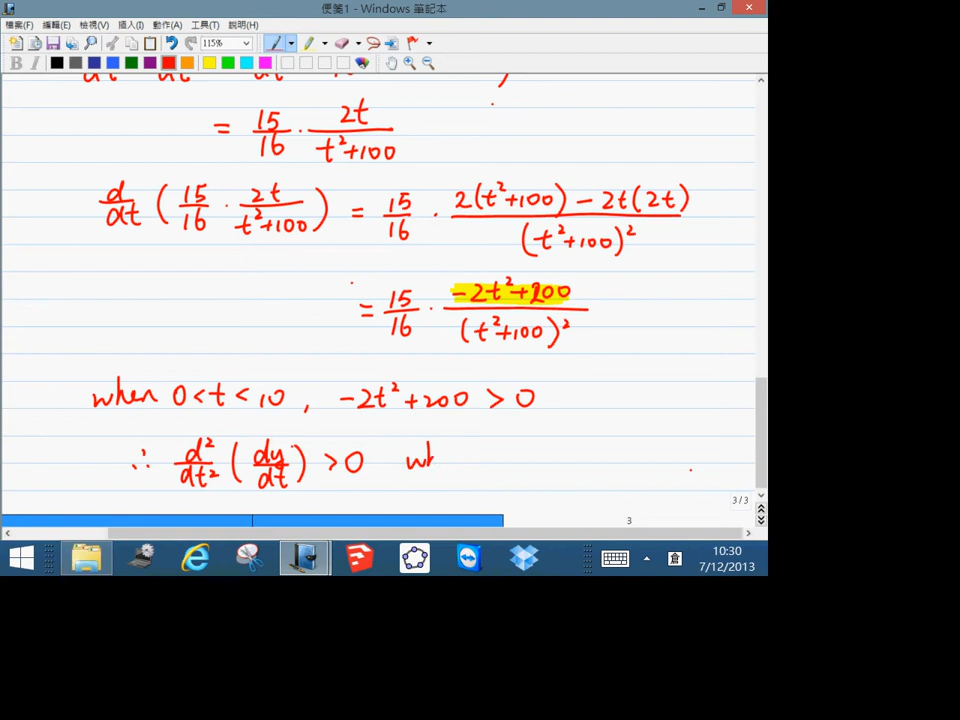 便笺1 - Windows 筆記本
檔案(F) 編輯(E) 檢視(V) 插入(I) 動作(A) 工具(T) 說明(H)
115%
B I
= 15/16 · 2t/(t²+100)
d/dt (15/16 · 2t/(t²+100)) = 15/16 · (2(t²+100) - 2t(2t))/(t²+100)²
= 15/16 · (-2t²+200)/(t²+100)²
when 0 < t < 10 , -2t²+200 > 0
∴ d²/dt² (dy/dt) > 0 wh
3/3
3
10:30
倉
7/12/2013